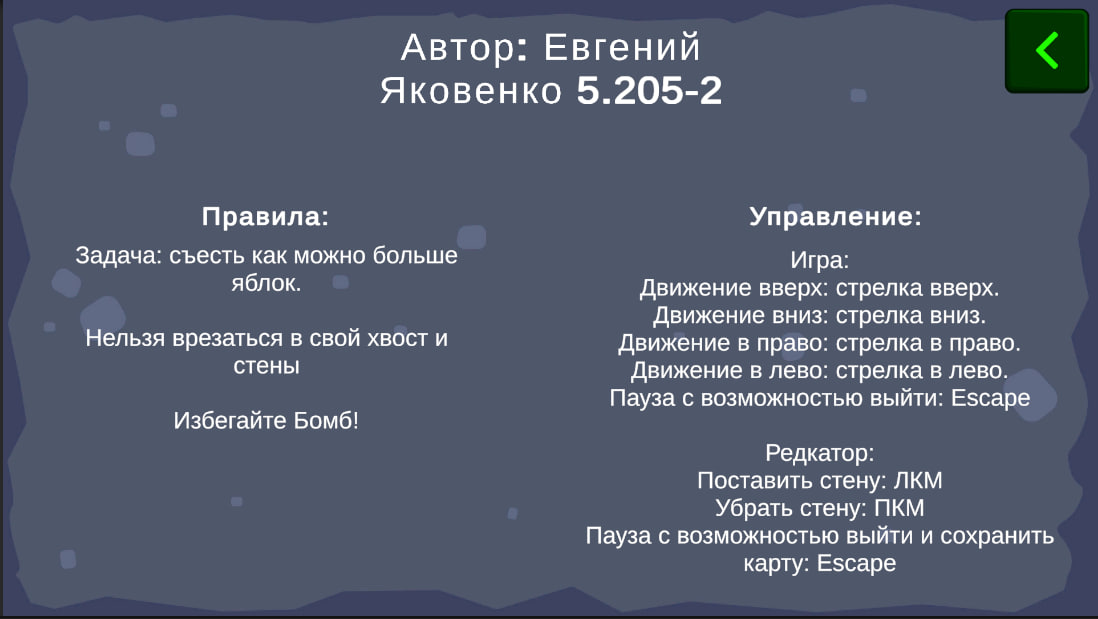 Автор: Евгений
Яковенко 5.205-2
Правила:
Задача: съесть как можно больше
яблок.
Нельзя врезаться в свой хвост и
стены
Избегайте Бомб!
Управление:
Игра:
Движение вверх: стрелка вверх.
Движение вниз: стрелка вниз.
Движение в право: стрелка в право.
Движение в лево: стрелка в лево.
Пауза с возможностью выйти: Escape
Редкатор:
Поставить стену: ЛКМ
Убрать стену: ПКМ
Пауза с возможностью выйти и сохранить
карту: Escape